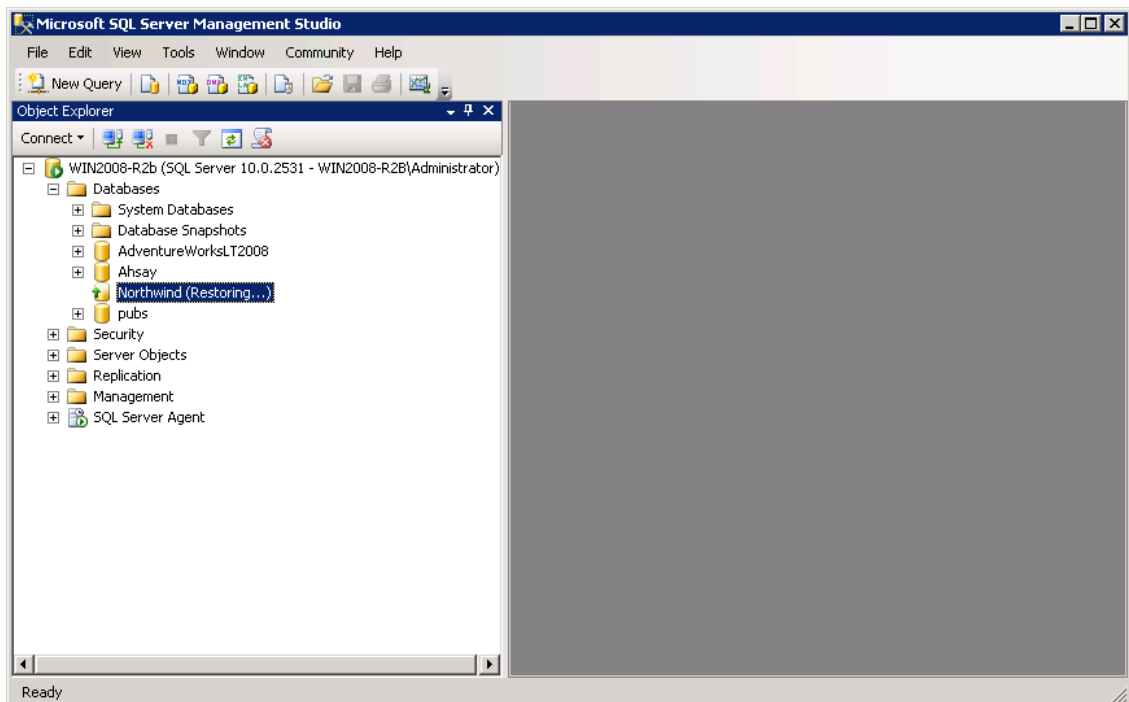 Microsoft SQL Server Management Studio
File Edit View Tools Window Community Help
New Query
Object Explorer
Connect
WIN2008-R2b (SQL Server 10.0.2531 - WIN2008-R2B\Administrator)
Databases
System Databases
Database Snapshots
AdventureWorksLT2008
Ahsay
Northwind (Restoring...)
pubs
Security
Server Objects
Replication
Management
SQL Server Agent
Ready